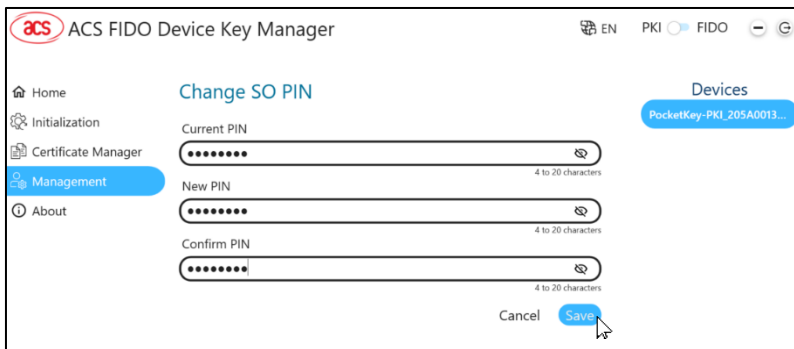 acs ACS FIDO Device Key Manager EN PKI FIDO
Home
Initialization
Certificate Manager
Management
About
Change SO PIN
Current PIN
4 to 20 characters
New PIN
4 to 20 characters
Confirm PIN
4 to 20 characters
Cancel Save
Devices
PocketKey-PKI_205A0013...